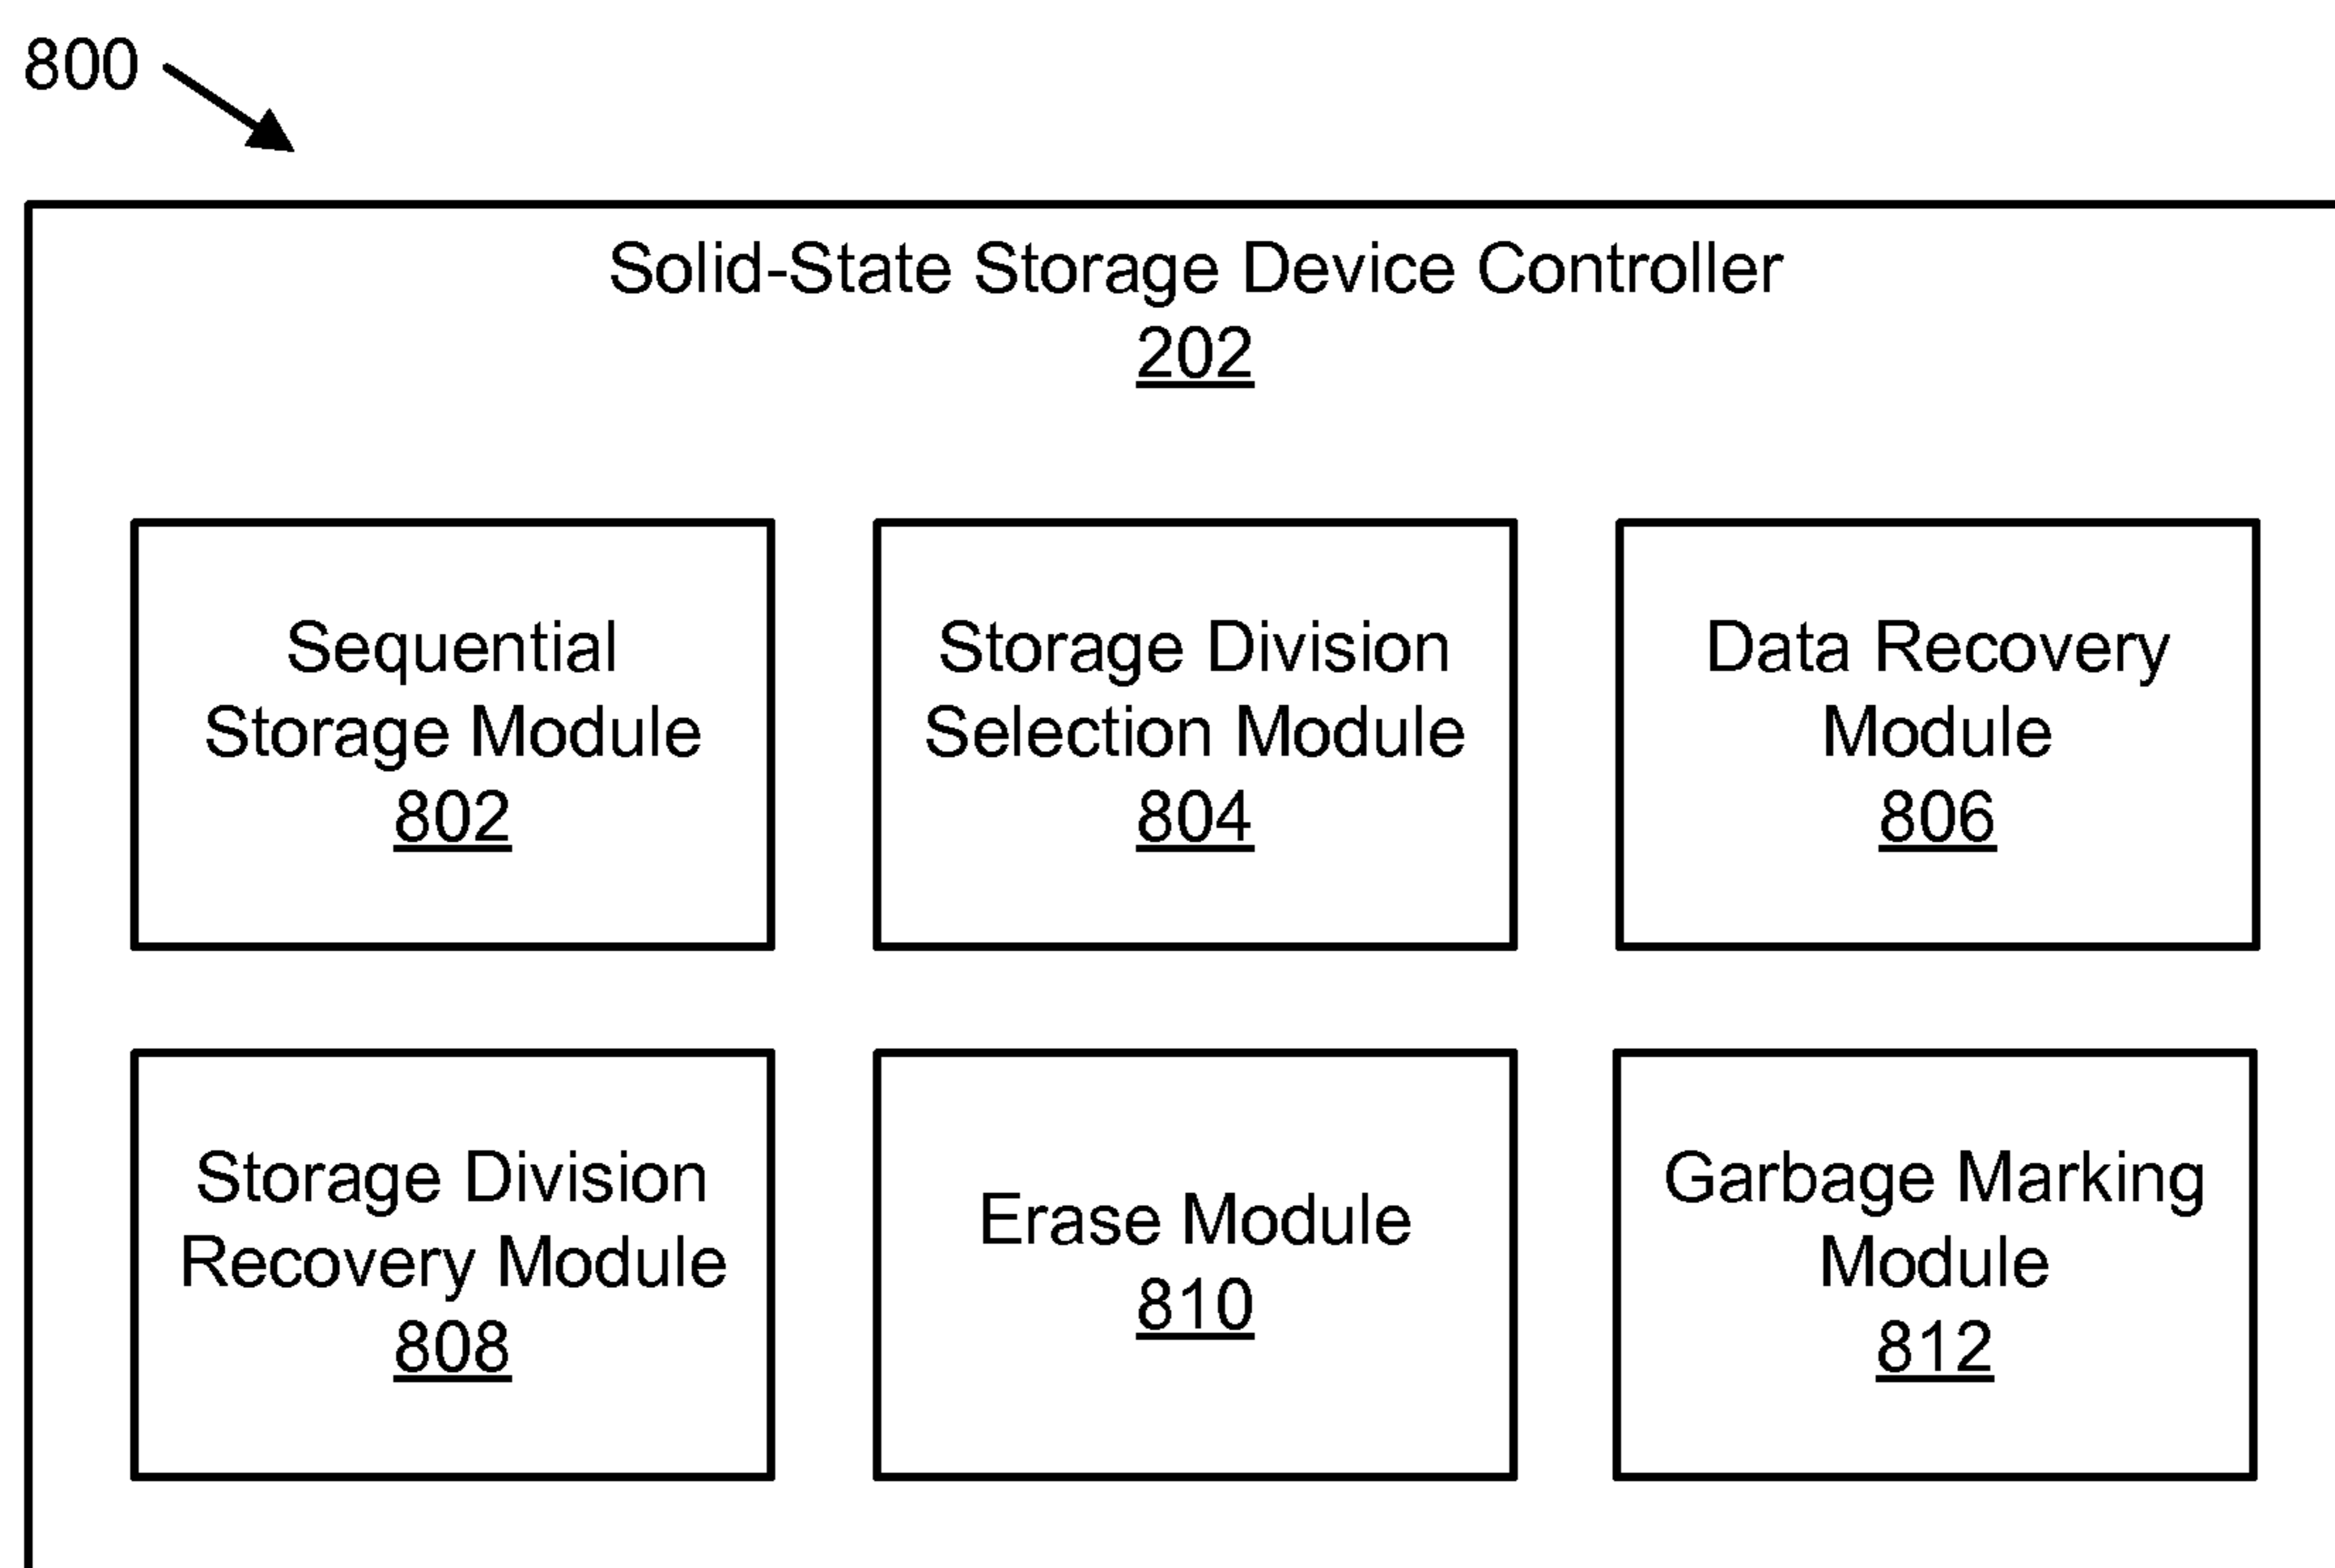 800
Solid-State Storage Device Controller
202
Sequential
Storage Module
802
Storage Division
Selection Module
804
Data Recovery
Module
806
Storage Division
Recovery Module
808
Erase Module
810
Garbage Marking
Module
812